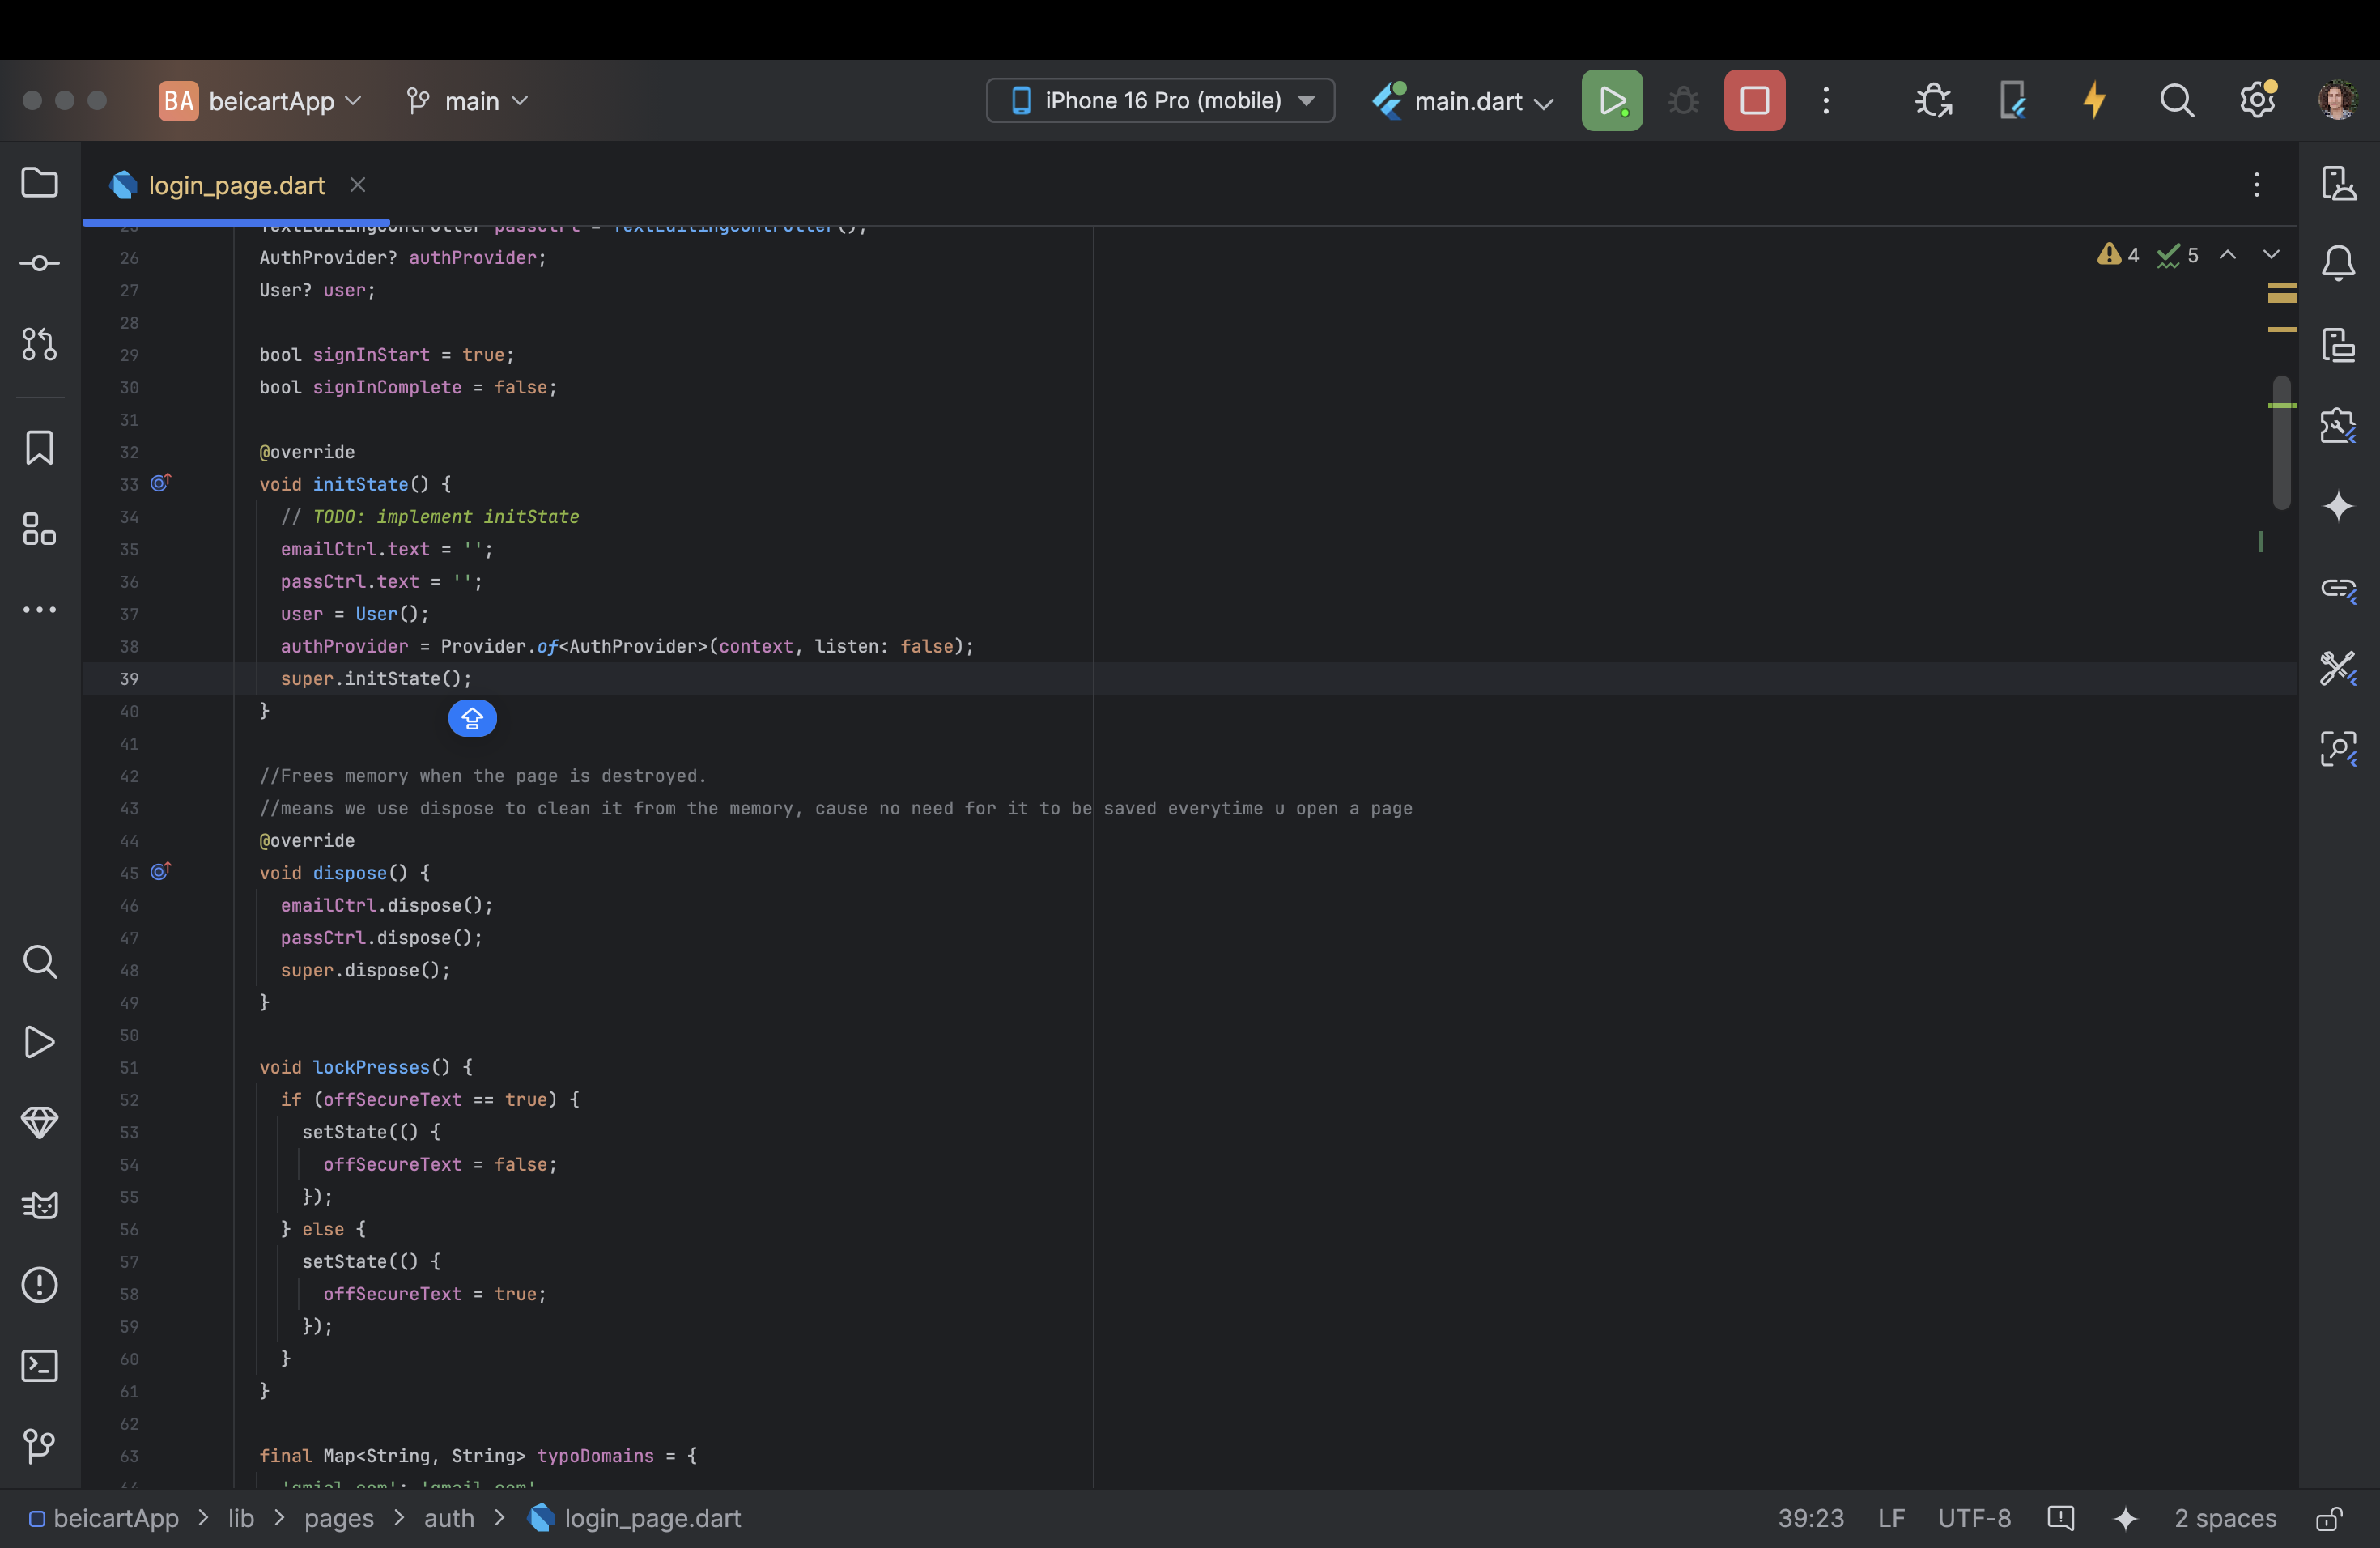 BA beicartApp main iPhone 16 Pro (mobile) main.dart
login_page.dart
25 TextEditingController passCtrl = TextEditingController();
26 AuthProvider? authProvider;
4 5
27 User? user;
28
29 bool signInStart = true;
30 bool signInComplete = false;
31
32 @override
33 void initState() {
34 // TODO: implement initState
35 emailCtrl.text = '';
36 passCtrl.text = '';
37 user = User();
38 authProvider = Provider.of<AuthProvider>(context, listen: false);
39 super.initState();
40 }
41
42 //Frees memory when the page is destroyed.
43 //means we use dispose to clean it from the memory, cause no need for it to be saved everytime u open a page
44 @override
45 void dispose() {
46 emailCtrl.dispose();
47 passCtrl.dispose();
48 super.dispose();
49 }
50
51 void lockPresses() {
52 if (offSecureText == true) {
53 setState(() {
54 offSecureText = false;
55 });
56 } else {
57 setState(() {
58 offSecureText = true;
59 });
60 }
61 }
62
63 final Map<String, String> typoDomains = {
64 'gmial.com': 'gmail.com'
beicartApp > lib > pages > auth > login_page.dart 39:23 LF UTF-8 2 spaces